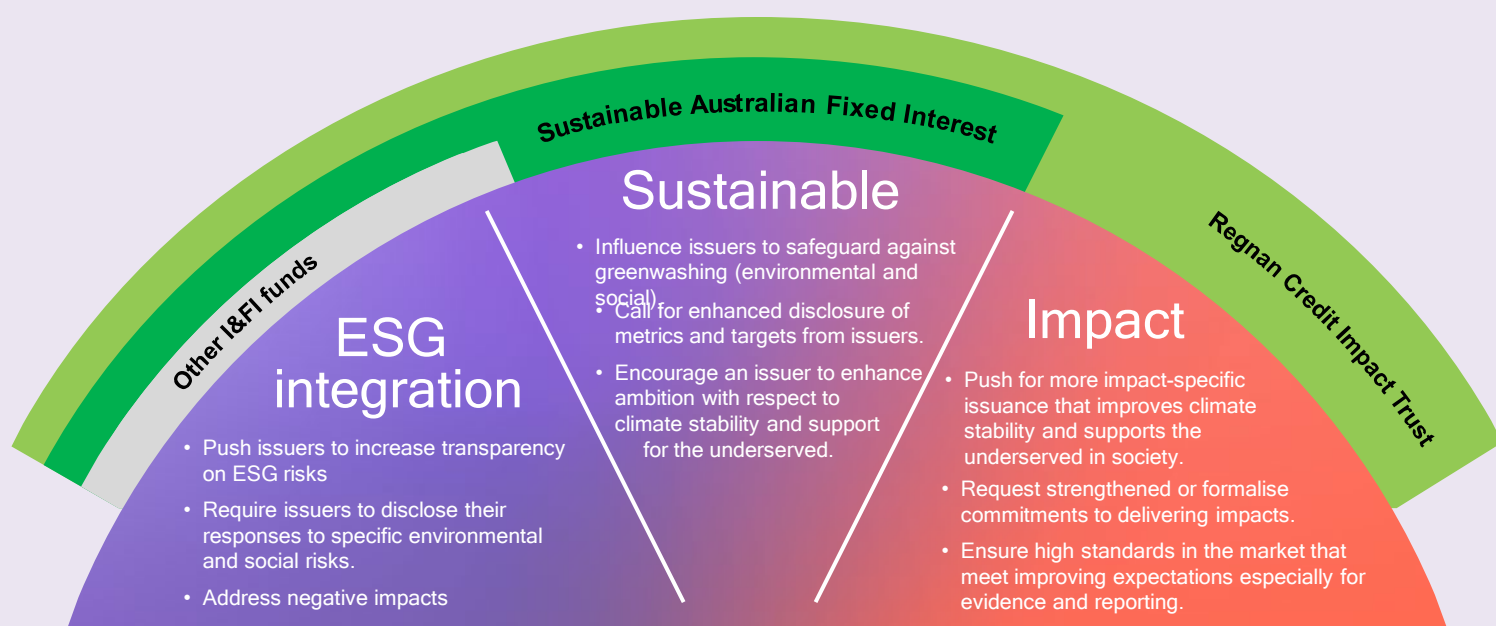 Sustainable Australian Fixed Interest
Other I&FI funds
Regnan Credit Impact Trust
ESG
integration
• Push issuers to increase transparency
on ESG risks
• Require issuers to disclose their
responses to specific environmental
and social risks.
• Address negative impacts
Sustainable
• Influence issuers to safeguard against
greenwashing (environmental and
social).
• Call for enhanced disclosure of
metrics and targets from issuers.
• Encourage an issuer to enhance
ambition with respect to
climate stability and support
for the underserved.
Impact
• Push for more impact-specific
issuance that improves climate
stability and supports the
underserved in society.
• Request strengthened or formalise
commitments to delivering impacts.
• Ensure high standards in the market that
meet improving expectations especially for
evidence and reporting.